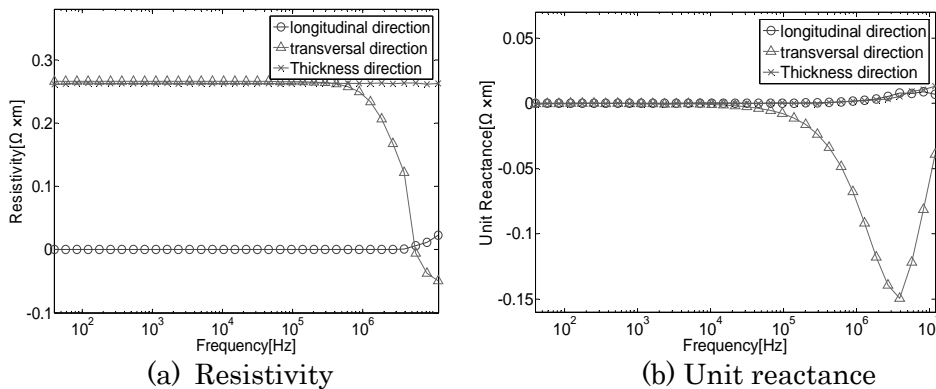 longitudinal direction
transversal direction
Thickness direction
0.3
0.2
0.1
0
-0.1
Resistivity[Ω ×m]
10^2
10^3
10^4
10^5
10^6
Frequency[Hz]
(a) Resistivity
longitudinal direction
transversal direction
Thickness direction
0.05
0
-0.05
-0.1
-0.15
Unit Reactance[Ω ×m]
10^2
10^3
10^4
10^5
10^6
10^7
Frequency[Hz]
(b) Unit reactance